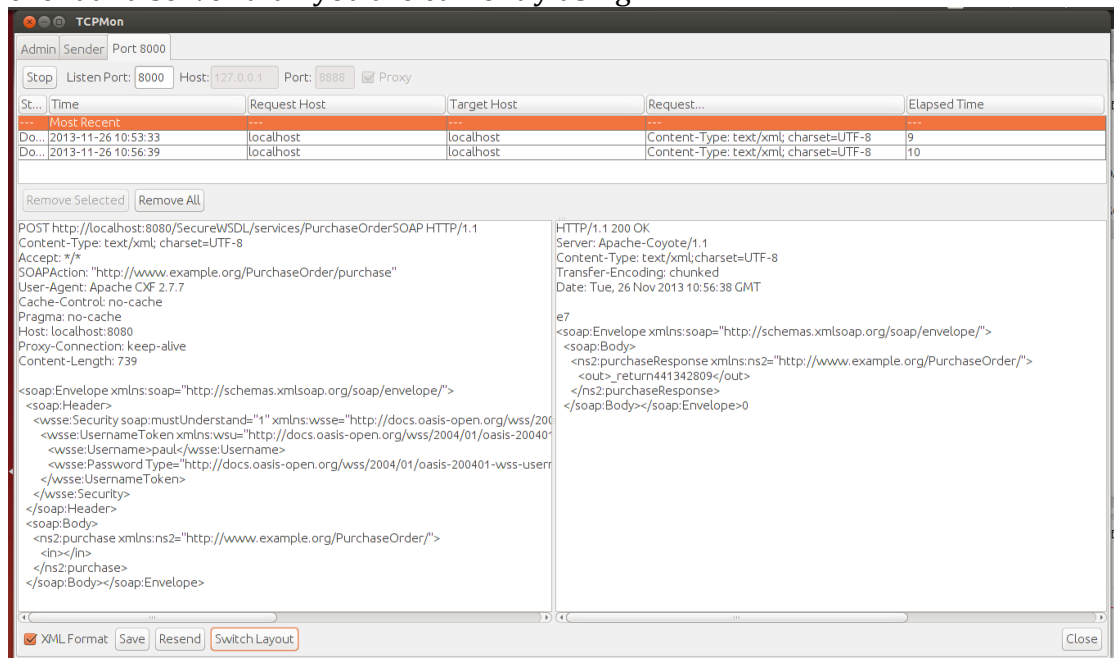 TCPMon
Admin Sender Port 8000
Stop Listen Port: 8000 Host: 127.0.0.1 Port: 8888 Proxy
St... Time Request Host Target Host Request... Elapsed Time
--- Most Recent --- --- --- ---
Do... 2013-11-26 10:53:33 localhost localhost Content-Type: text/xml; charset=UTF-8 9
Do... 2013-11-26 10:56:39 localhost localhost Content-Type: text/xml; charset=UTF-8 10
Remove Selected Remove All
POST http://localhost:8080/SecureWSDL/services/PurchaseOrderSOAP HTTP/1.1
Content-Type: text/xml; charset=UTF-8
Accept: */*
SOAPAction: "http://www.example.org/PurchaseOrder/purchase"
User-Agent: Apache CXF 2.7.7
Cache-Control: no-cache
Pragma: no-cache
Host: localhost:8080
Proxy-Connection: keep-alive
Content-Length: 739
<soap:Envelope xmlns:soap="http://schemas.xmlsoap.org/soap/envelope/">
<soap:Header>
<wsse:Security soap:mustUnderstand="1" xmlns:wsse="http://docs.oasis-open.org/wss/200
<wsse:UsernameToken xmlns:wsu="http://docs.oasis-open.org/wss/2004/01/oasis-20040
<wsse:Username>paul</wsse:Username>
<wsse:Password Type="http://docs.oasis-open.org/wss/2004/01/oasis-200401-wss-user
</wsse:UsernameToken>
</wsse:Security>
</soap:Header>
<soap:Body>
<ns2:purchase xmlns:ns2="http://www.example.org/PurchaseOrder/">
<in></in>
</ns2:purchase>
</soap:Body></soap:Envelope>
HTTP/1.1 200 OK
Server: Apache-Coyote/1.1
Content-Type: text/xml;charset=UTF-8
Transfer-Encoding: chunked
Date: Tue, 26 Nov 2013 10:56:38 GMT
e7
<soap:Envelope xmlns:soap="http://schemas.xmlsoap.org/soap/envelope/">
<soap:Body>
<ns2:purchaseResponse xmlns:ns2="http://www.example.org/PurchaseOrder/">
<out>_return441342809</out>
</ns2:purchaseResponse>
</soap:Body></soap:Envelope>0
XML Format Save Resend Switch Layout Close